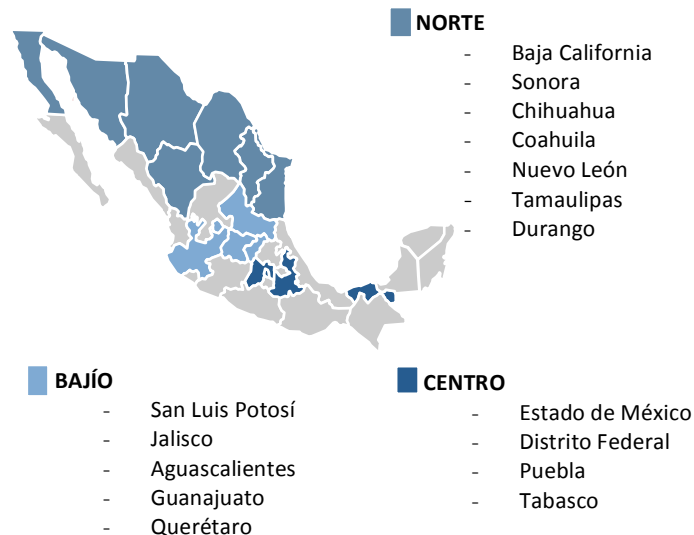 NORTE
- Baja California
- Sonora
- Chihuahua
- Coahuila
- Nuevo León
- Tamaulipas
- Durango
BAJÍO
- San Luis Potosí
- Jalisco
- Aguascalientes
- Guanajuato
- Querétaro
CENTRO
- Estado de México
- Distrito Federal
- Puebla
- Tabasco